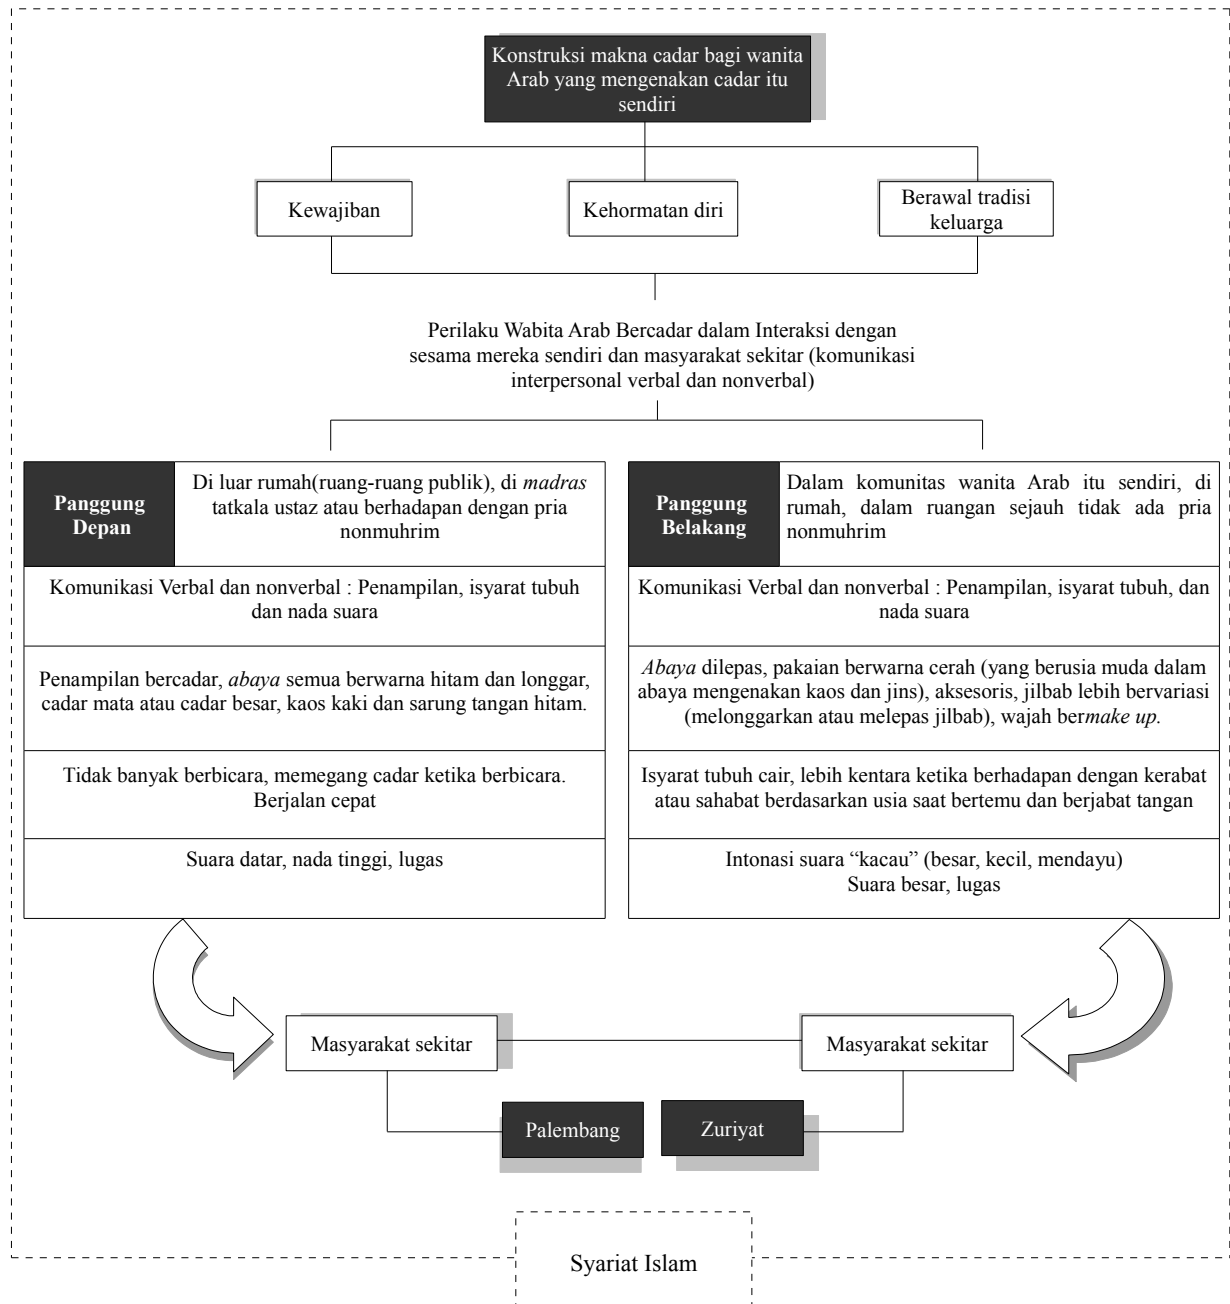 Konstruksi makna cadar bagi wanita
Arab yang mengenakan cadar itu
sendiri
Kewajiban
Kehormatan diri
Berawal tradisi
keluarga
Perilaku Wabita Arab Bercadar dalam Interaksi dengan
sesama mereka sendiri dan masyarakat sekitar (komunikasi
interpersonal verbal dan nonverbal)
Panggung
Depan
Di luar rumah(ruang-ruang publik), di madras
tatkala ustaz atau berhadapan dengan pria
nonmuhrim
Komunikasi Verbal dan nonverbal : Penampilan, isyarat tubuh
dan nada suara
Penampilan bercadar, abaya semua berwarna hitam dan longgar,
cadar mata atau cadar besar, kaos kaki dan sarung tangan hitam.
Tidak banyak berbicara, memegang cadar ketika berbicara.
Berjalan cepat
Suara datar, nada tinggi, lugas
Panggung
Belakang
Dalam komunitas wanita Arab itu sendiri, di
rumah, dalam ruangan sejauh tidak ada pria
nonmuhrim
Komunikasi Verbal dan nonverbal : Penampilan, isyarat tubuh, dan
nada suara
Abaya dilepas, pakaian berwarna cerah (yang berusia muda dalam
abaya mengenakan kaos dan jins), aksesoris, jilbab lebih bervariasi
(melonggarkan atau melepas jilbab), wajah bermake up.
Isyarat tubuh cair, lebih kentara ketika berhadapan dengan kerabat
atau sahabat berdasarkan usia saat bertemu dan berjabat tangan
Intonasi suara “kacau” (besar, kecil, mendayu)
Suara besar, lugas
Masyarakat sekitar
Masyarakat sekitar
Palembang
Zuriyat
Syariat Islam